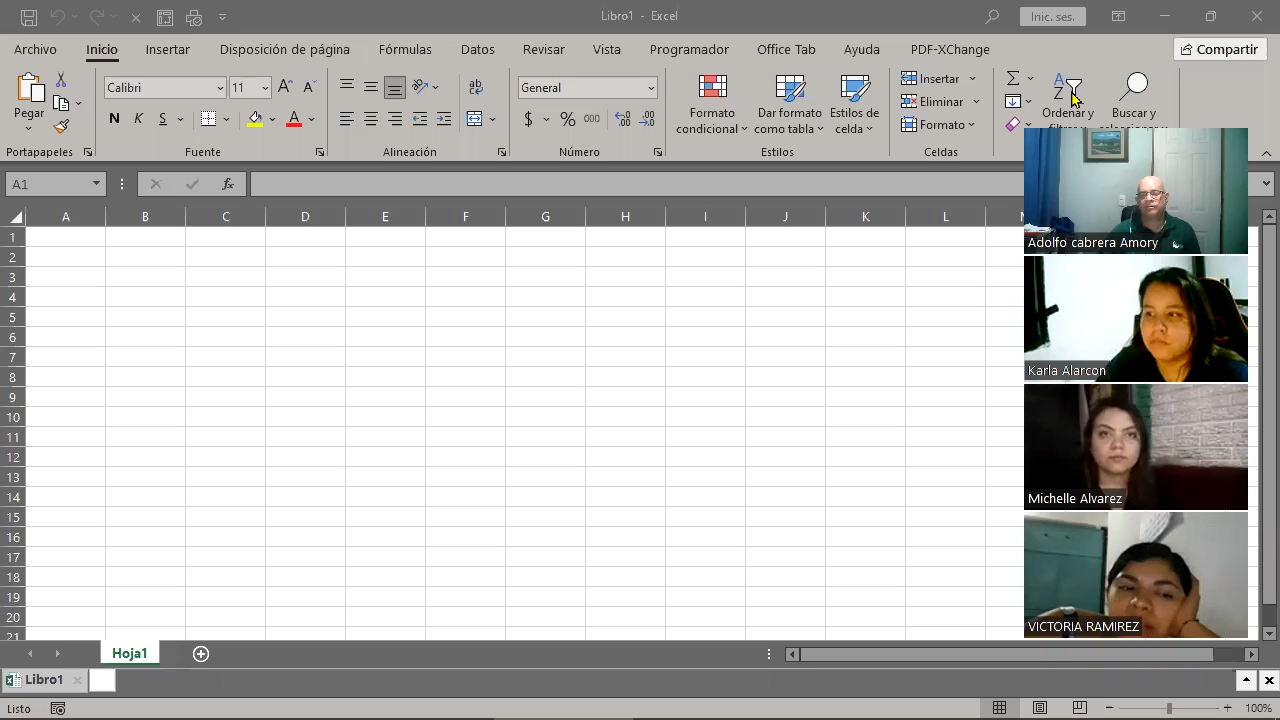 Libro1 - Excel
Inic. ses.
Archivo Inicio Insertar Disposición de página Fórmulas Datos Revisar Vista Programador Office Tab Ayuda PDF-XChange Compartir
Pegar
Calibri 11
N K S
General
$ % 000
Formato condicional
Dar formato como tabla
Estilos de celda
Insertar
Eliminar
Formato
Ordenar y
Buscar y
Portapapeles Fuente Alineación Número Estilos Celdas
A1 fx
A B C D E F G H I J K L
1
2
3
4
5
6
7
8
9
10
11
12
13
14
15
16
17
18
19
20
21
Adolfo cabrera Amory
Karla Alarcon
Michelle Alvarez
VICTORIA RAMIREZ
Hoja1
Libro1
Listo 100%